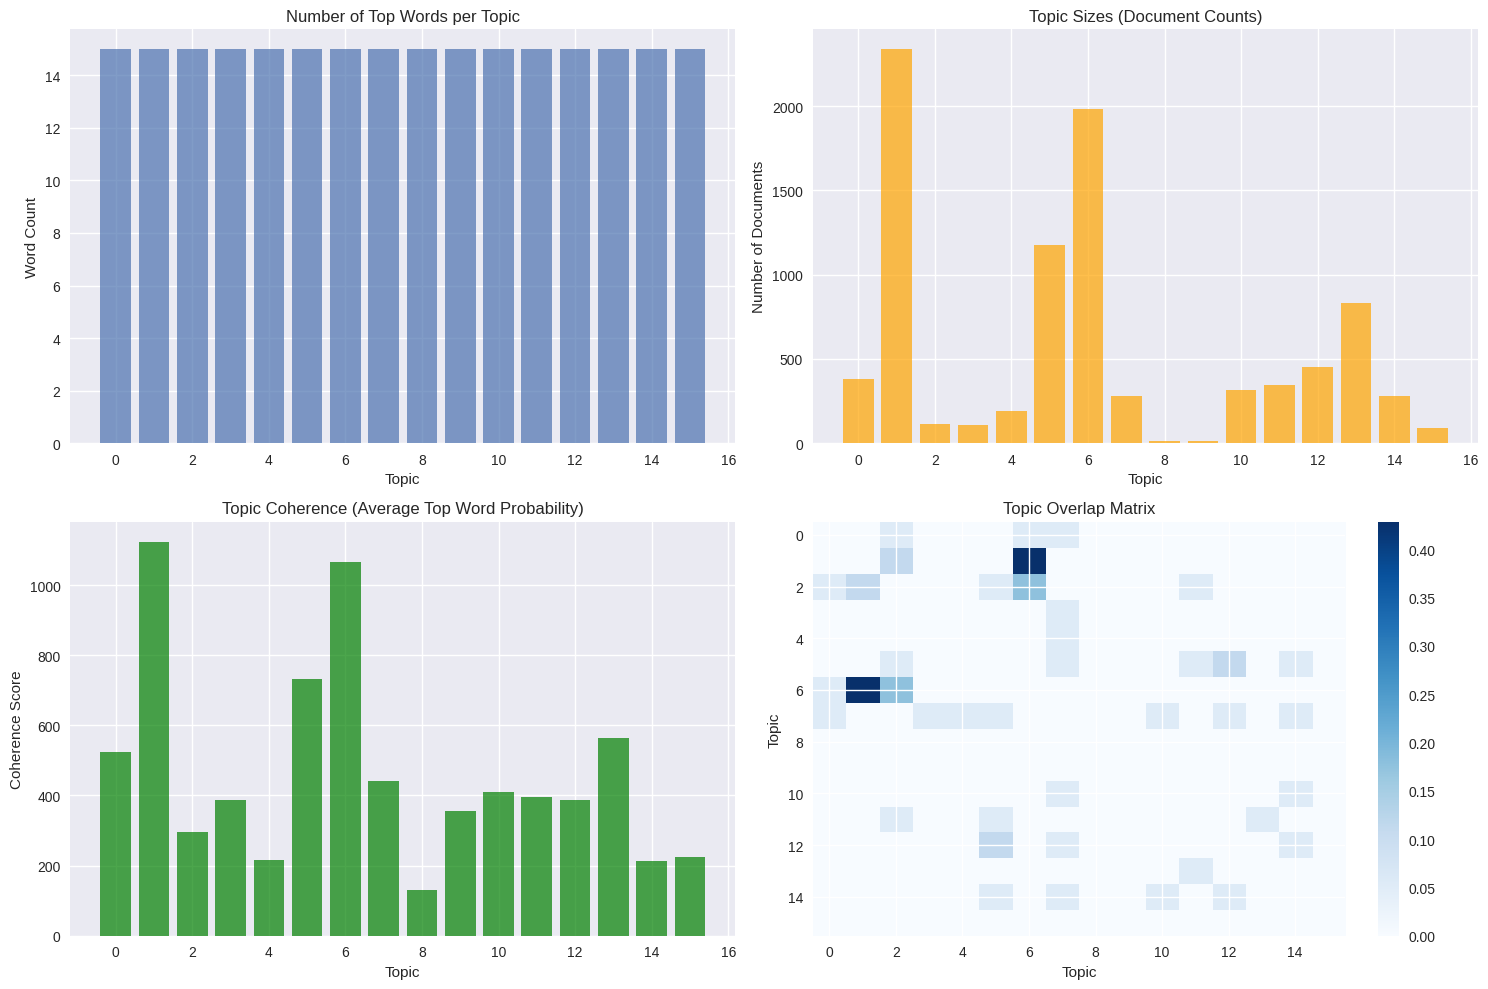 Number of Top Words per Topic
14
12
10
8
6
4
2
0
Word Count
0 2 4 6 8 10 12 14 16
Topic
Topic Sizes (Document Counts)
2000
1500
1000
500
0
Number of Documents
0 2 4 6 8 10 12 14 16
Topic
Topic Coherence (Average Top Word Probability)
1000
800
600
400
200
0
Coherence Score
0 2 4 6 8 10 12 14 16
Topic
Topic Overlap Matrix
0
2
4
6
8
10
12
14
Topic
0 2 4 6 8 10 12 14
Topic
0.40
0.35
0.30
0.25
0.20
0.15
0.10
0.05
0.00